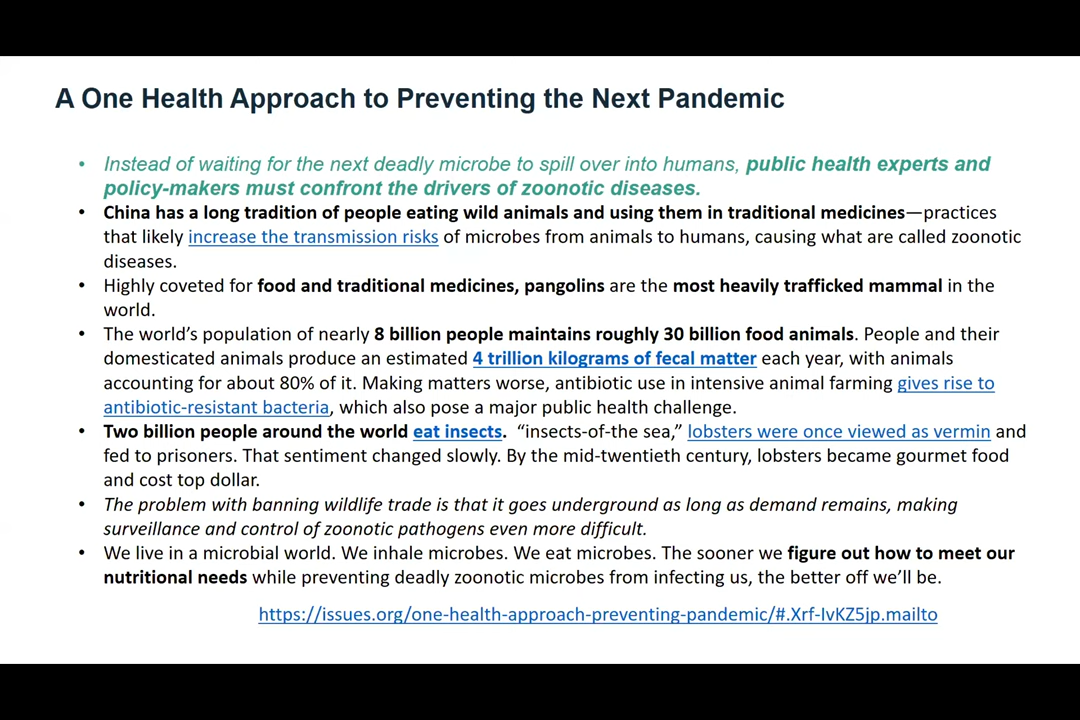 A One Health Approach to Preventing the Next Pandemic
• Instead of waiting for the next deadly microbe to spill over into humans, public health experts and
policy-makers must confront the drivers of zoonotic diseases.
• China has a long tradition of people eating wild animals and using them in traditional medicines—practices
that likely increase the transmission risks of microbes from animals to humans, causing what are called zoonotic
diseases.
• Highly coveted for food and traditional medicines, pangolins are the most heavily trafficked mammal in the
world.
• The world’s population of nearly 8 billion people maintains roughly 30 billion food animals. People and their
domesticated animals produce an estimated 4 trillion kilograms of fecal matter each year, with animals
accounting for about 80% of it. Making matters worse, antibiotic use in intensive animal farming gives rise to
antibiotic-resistant bacteria, which also pose a major public health challenge.
• Two billion people around the world eat insects. “insects-of-the sea,” lobsters were once viewed as vermin and
fed to prisoners. That sentiment changed slowly. By the mid-twentieth century, lobsters became gourmet food
and cost top dollar.
• The problem with banning wildlife trade is that it goes underground as long as demand remains, making
surveillance and control of zoonotic pathogens even more difficult.
• We live in a microbial world. We inhale microbes. We eat microbes. The sooner we figure out how to meet our
nutritional needs while preventing deadly zoonotic microbes from infecting us, the better off we’ll be.
https://issues.org/one-health-approach-preventing-pandemic/#.Xrf-IvKZ5jp.mailto